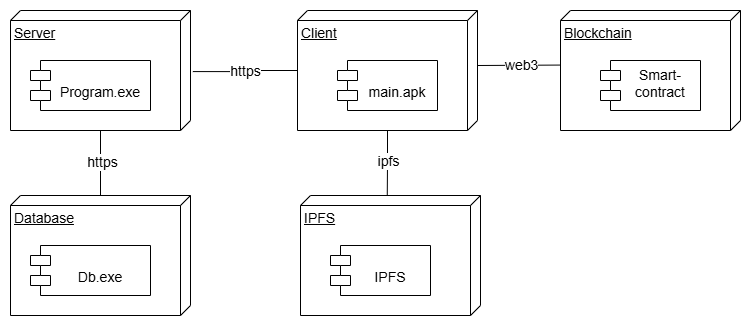 Server
Program.exe
https
Client
main.apk
web3
Blockchain
Smart-
contract
https
ipfs
Database
Db.exe
IPFS
IPFS